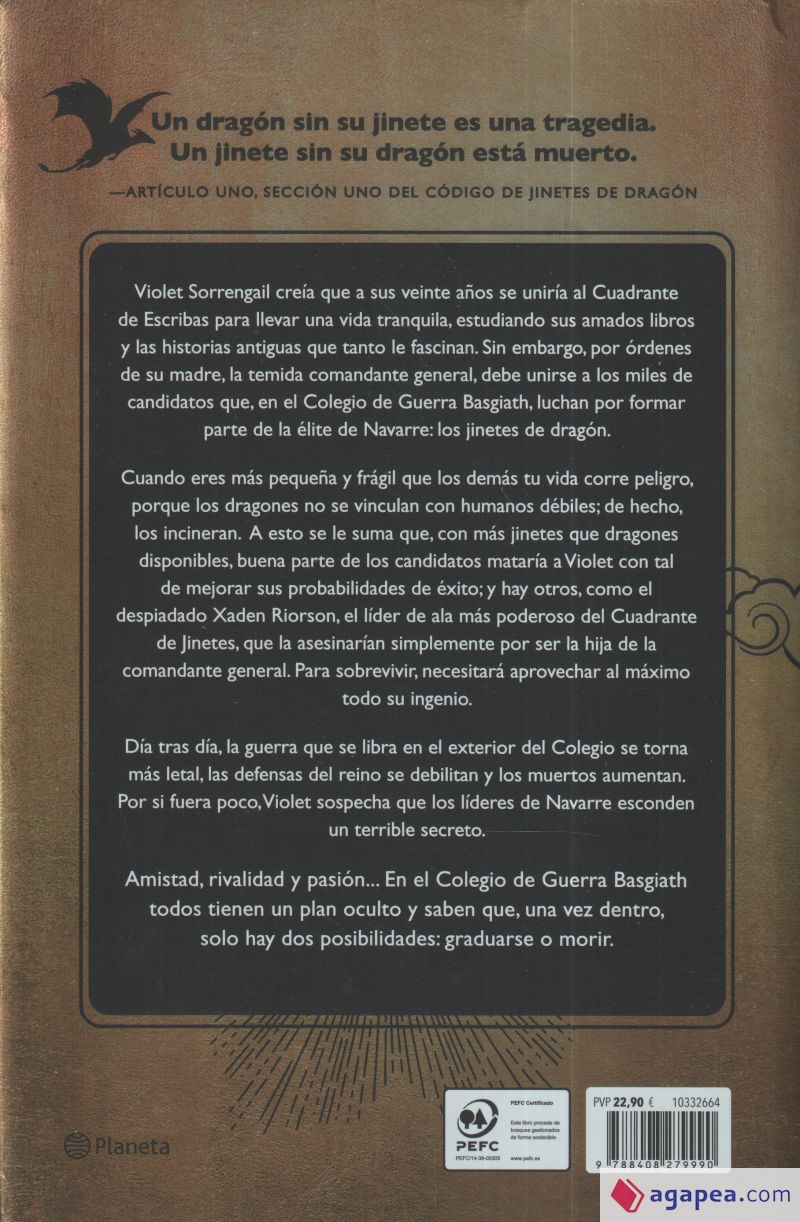 Un dragón sin su jinete es una tragedia.
Un jinete sin su dragón está muerto.
—ARTÍCULO UNO, SECCIÓN UNO DEL CÓDIGO DE JINETES DE DRAGÓN
Violet Sorrengail creía que a sus veinte años se uniría al Cuadrante
de Escribas para llevar una vida tranquila, estudiando sus amados libros
y las historias antiguas que tanto le fascinan. Sin embargo, por órdenes
de su madre, la temida comandante general, debe unirse a los miles de
candidatos que, en el Colegio de Guerra Basgiath, luchan por formar
parte de la élite de Navarre: los jinetes de dragón.
Cuando eres más pequeña y frágil que los demás tu vida corre peligro,
porque los dragones no se vinculan con humanos débiles; de hecho,
los incineran. A esto se le suma que, con más jinetes que dragones
disponibles, buena parte de los candidatos mataría a Violet con tal
de mejorar sus probabilidades de éxito; y hay otros, como el
despiadado Xaden Riorson, el líder de ala más poderoso del Cuadrante
de Jinetes, que la asesinarían simplemente por ser la hija de la
comandante general. Para sobrevivir, necesitará aprovechar al máximo
todo su ingenio.
Día tras día, la guerra que se libra en el exterior del Colegio se torna
más letal, las defensas del reino se debilitan y los muertos aumentan.
Por si fuera poco, Violet sospecha que los líderes de Navarre esconden
un terrible secreto.
Amistad, rivalidad y pasión... En el Colegio de Guerra Basgiath
todos tienen un plan oculto y saben que, una vez dentro,
solo hay dos posibilidades: graduarse o morir.
Planeta
PEFC
PEFC/14-38-00305
PEFC Certificado
Este libro procede de
bosques gestionados
de forma sostenible
www.pefc.es
PVP 22,90 € 10332664
9 788408 279990
agapea.com